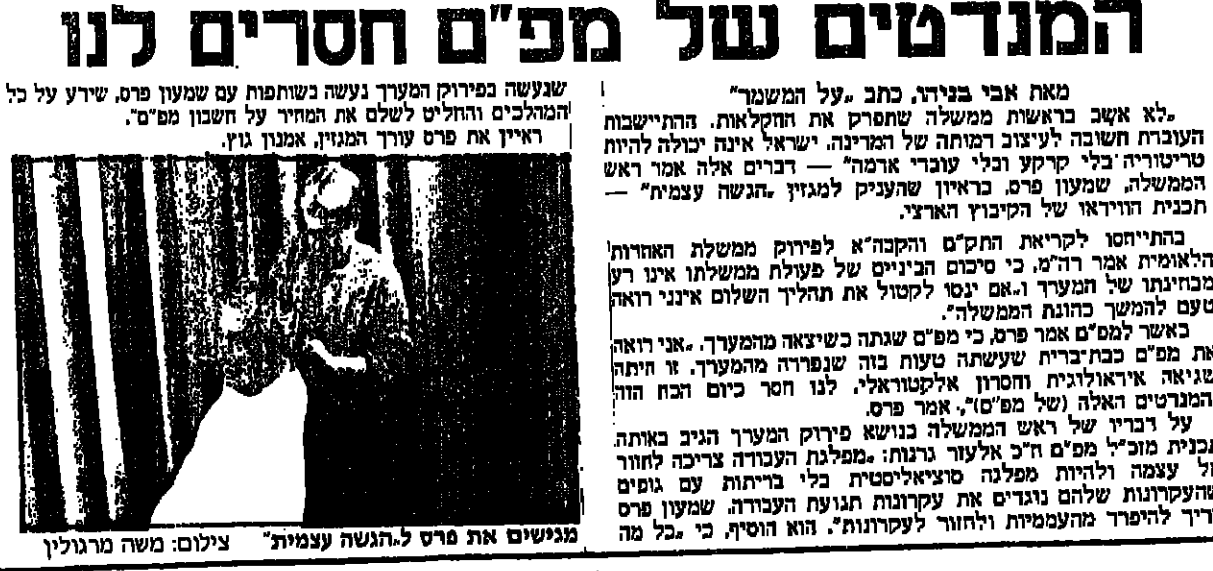 המנדטים של מפ"ם חסרים לנו
מאת אבי בניהו, כתב „על המשמר"
„לא אשב בראשות ממשלה שתפרק את החקלאות. ההתיישבות
העובדת חשובה לעיצוב דמותה של המדינה. ישראל אינה יכולה להיות
טריטוריה בלי קרקע ובלי עובדי אדמה" — דברים אלה אמר ראש
הממשלה, שמעון פרס, בראיון שהעניק למגזין „הגשה עצמית" —
תכנית הווידאו של הקיבוץ הארצי.
בהתייחסו לקריאת התק"ם והקבה"א לפירוק ממשלת האחדות
הלאומית אמר רה"מ, כי סיכום הביניים של פעולת ממשלתו אינו רע
מבחינתו של המערך ו„אם ינסו לקטול את תהליך השלום אינני רואה
טעם להמשך כהונת הממשלה".
באשר למפ"ם אמר פרס, כי מפ"ם שגתה כשיצאה מהמערך. „אני רואה
את מפ"ם כבת־ברית שעשתה טעות בזה שנפרדה מהמערך. זו היתה
שגיאה אידאולוגית וחסרון אלקטוראלי. לנו חסר כיום הכח הזה
המנדטים האלה (של מפ"ם)", אמר פרס.
על דבריו של ראש הממשלה בנושא פירוק המערך הגיב באותה
תכנית מזכ"ל מפ"ם ח"כ אלעזר גרנות: „מפלגת העבודה צריכה לחזור
אל עצמה ולהיות מפלגה סוציאליסטית בלי בריתות עם גופים
שהעקרונות שלהם נוגדים את עקרונות תנועת העבודה. שמעון פרס
צריך להיפרד מהעממיות ולחזור לעקרונות". הוא הוסיף, כי „כל מה
שנעשה בפירוק המערך נעשה בשותפות עם שמעון פרס, שידע על כל
המהלכים והחליט לשלם את המחיר על חשבון מפ"ם".
ראיין את פרס עורך המגזין, אמנון גוץ.
מגישים את פרס ל„הגשה עצמית" צילום: משה מרגולין